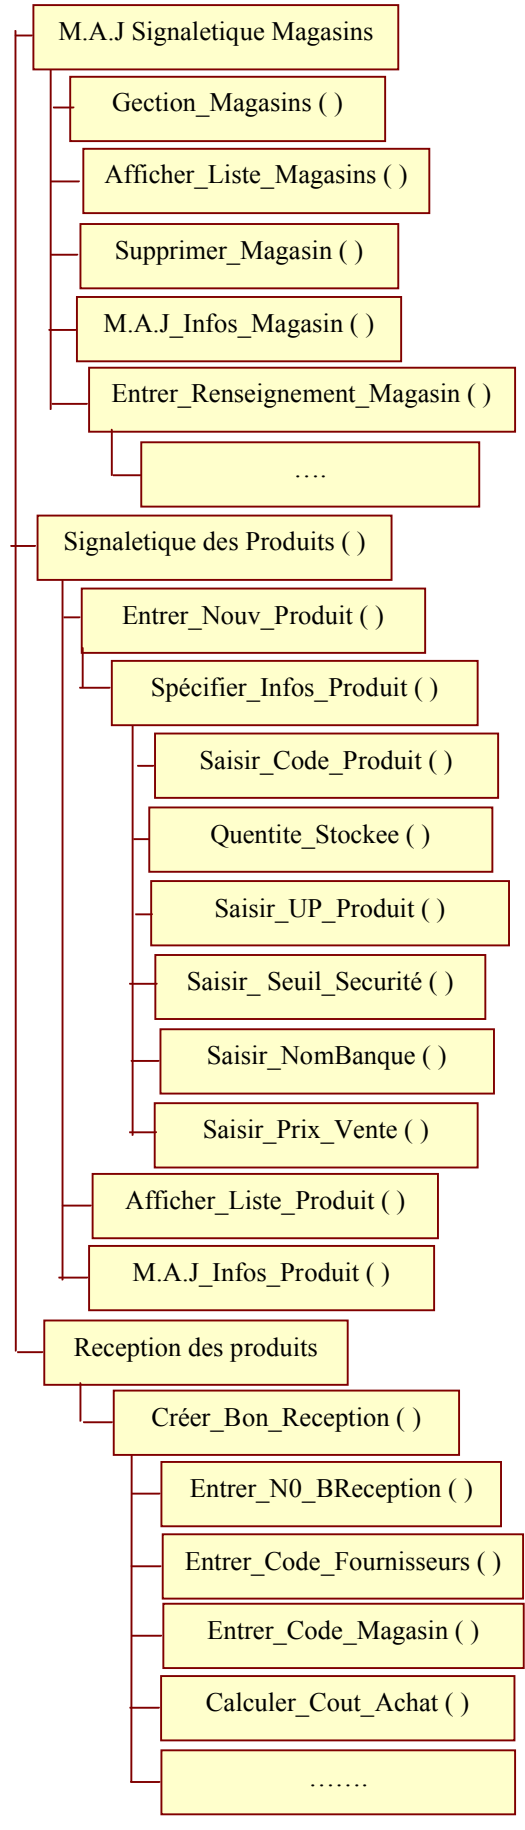 M.A.J Signaletique Magasins
Gection_Magasins ( )
Afficher_Liste_Magasins ( )
Supprimer_Magasin ( )
M.A.J_Infos_Magasin ( )
Entrer_Renseignement_Magasin ( )
….
Signaletique des Produits ( )
Entrer_Nouv_Produit ( )
Spécifier_Infos_Produit ( )
Saisir_Code_Produit ( )
Quentite_Stockee ( )
Saisir_UP_Produit ( )
Saisir_ Seuil_Securité ( )
Saisir_NomBanque ( )
Saisir_Prix_Vente ( )
Afficher_Liste_Produit ( )
M.A.J_Infos_Produit ( )
Reception des produits
Créer_Bon_Reception ( )
Entrer_N0_BReception ( )
Entrer_Code_Fournisseurs ( )
Entrer_Code_Magasin ( )
Calculer_Cout_Achat ( )
…….